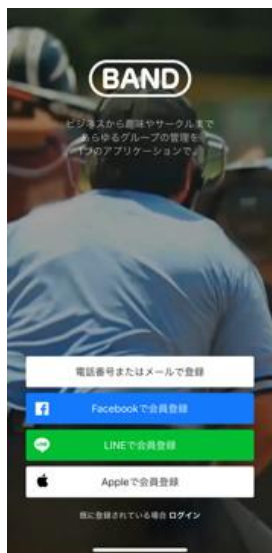 BAND
ビジネスから趣味やサークルまで
あらゆるグループの管理を
1つのアプリケーションで。
電話番号またはメールで登録
Facebookで会員登録
LINEで会員登録
Appleで会員登録
既に登録されている場合 ログイン